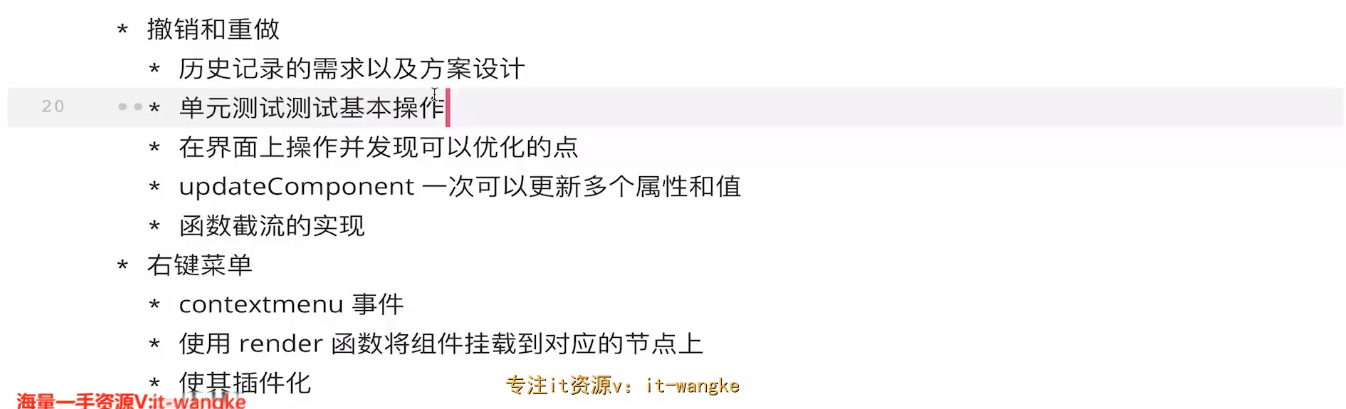 * 撤销和重做
* 历史记录的需求以及方案设计
20 * 单元测试测试基本操作
* 在界面上操作并发现可以优化的点
* updateComponent 一次可以更新多个属性和值
* 函数截流的实现
* 右键菜单
* contextmenu 事件
* 使用 render 函数将组件挂载到对应的节点上
* 使其插件化
专注it资源v：it-wangke
海量一手资源V:it-wangke